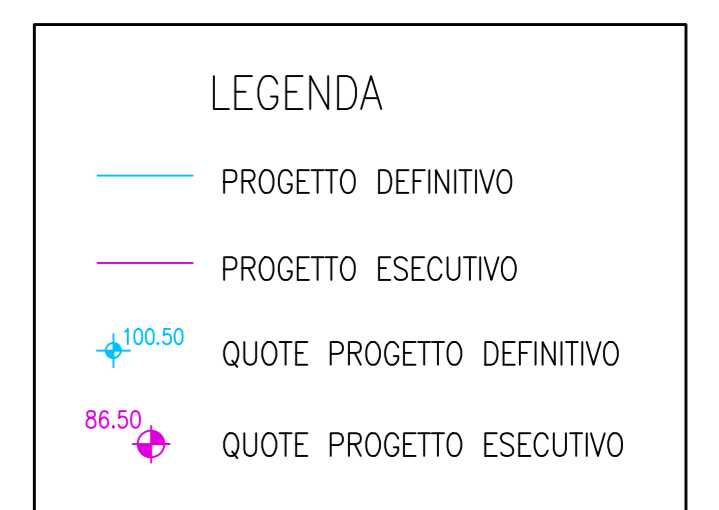 LEGENDA
PROGETTO DEFINITIVO
PROGETTO ESECUTIVO
100.50 QUOTE PROGETTO DEFINITIVO
86.50 QUOTE PROGETTO ESECUTIVO